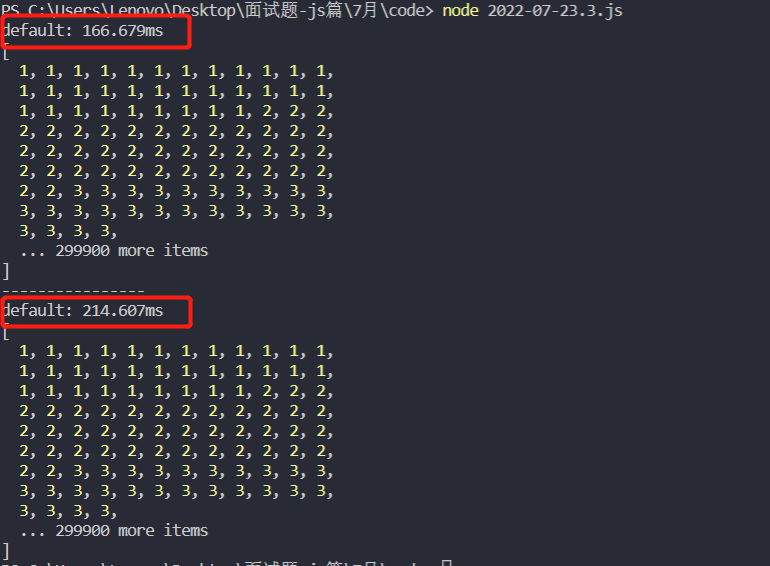 PS C:\Users\Lenovo\Desktop\面试题-js篇\7月\code> node 2022-07-23.3.js
default: 166.679ms
[
1, 1, 1, 1, 1, 1, 1, 1, 1, 1, 1, 1,
1, 1, 1, 1, 1, 1, 1, 1, 1, 1, 1, 1,
1, 1, 1, 1, 1, 1, 1, 1, 1, 2, 2, 2,
2, 2, 2, 2, 2, 2, 2, 2, 2, 2, 2, 2,
2, 2, 2, 2, 2, 2, 2, 2, 2, 2, 2, 2,
2, 2, 2, 2, 2, 2, 2, 2, 2, 2, 2, 2,
2, 2, 3, 3, 3, 3, 3, 3, 3, 3, 3, 3,
3, 3, 3, 3, 3, 3, 3, 3, 3, 3, 3, 3,
3, 3, 3, 3,
... 299900 more items
]
----------------
default: 214.607ms
[
1, 1, 1, 1, 1, 1, 1, 1, 1, 1, 1, 1,
1, 1, 1, 1, 1, 1, 1, 1, 1, 1, 1, 1,
1, 1, 1, 1, 1, 1, 1, 1, 1, 2, 2, 2,
2, 2, 2, 2, 2, 2, 2, 2, 2, 2, 2, 2,
2, 2, 2, 2, 2, 2, 2, 2, 2, 2, 2, 2,
2, 2, 2, 2, 2, 2, 2, 2, 2, 2, 2, 2,
2, 2, 3, 3, 3, 3, 3, 3, 3, 3, 3, 3,
3, 3, 3, 3, 3, 3, 3, 3, 3, 3, 3, 3,
3, 3, 3, 3,
... 299900 more items
]